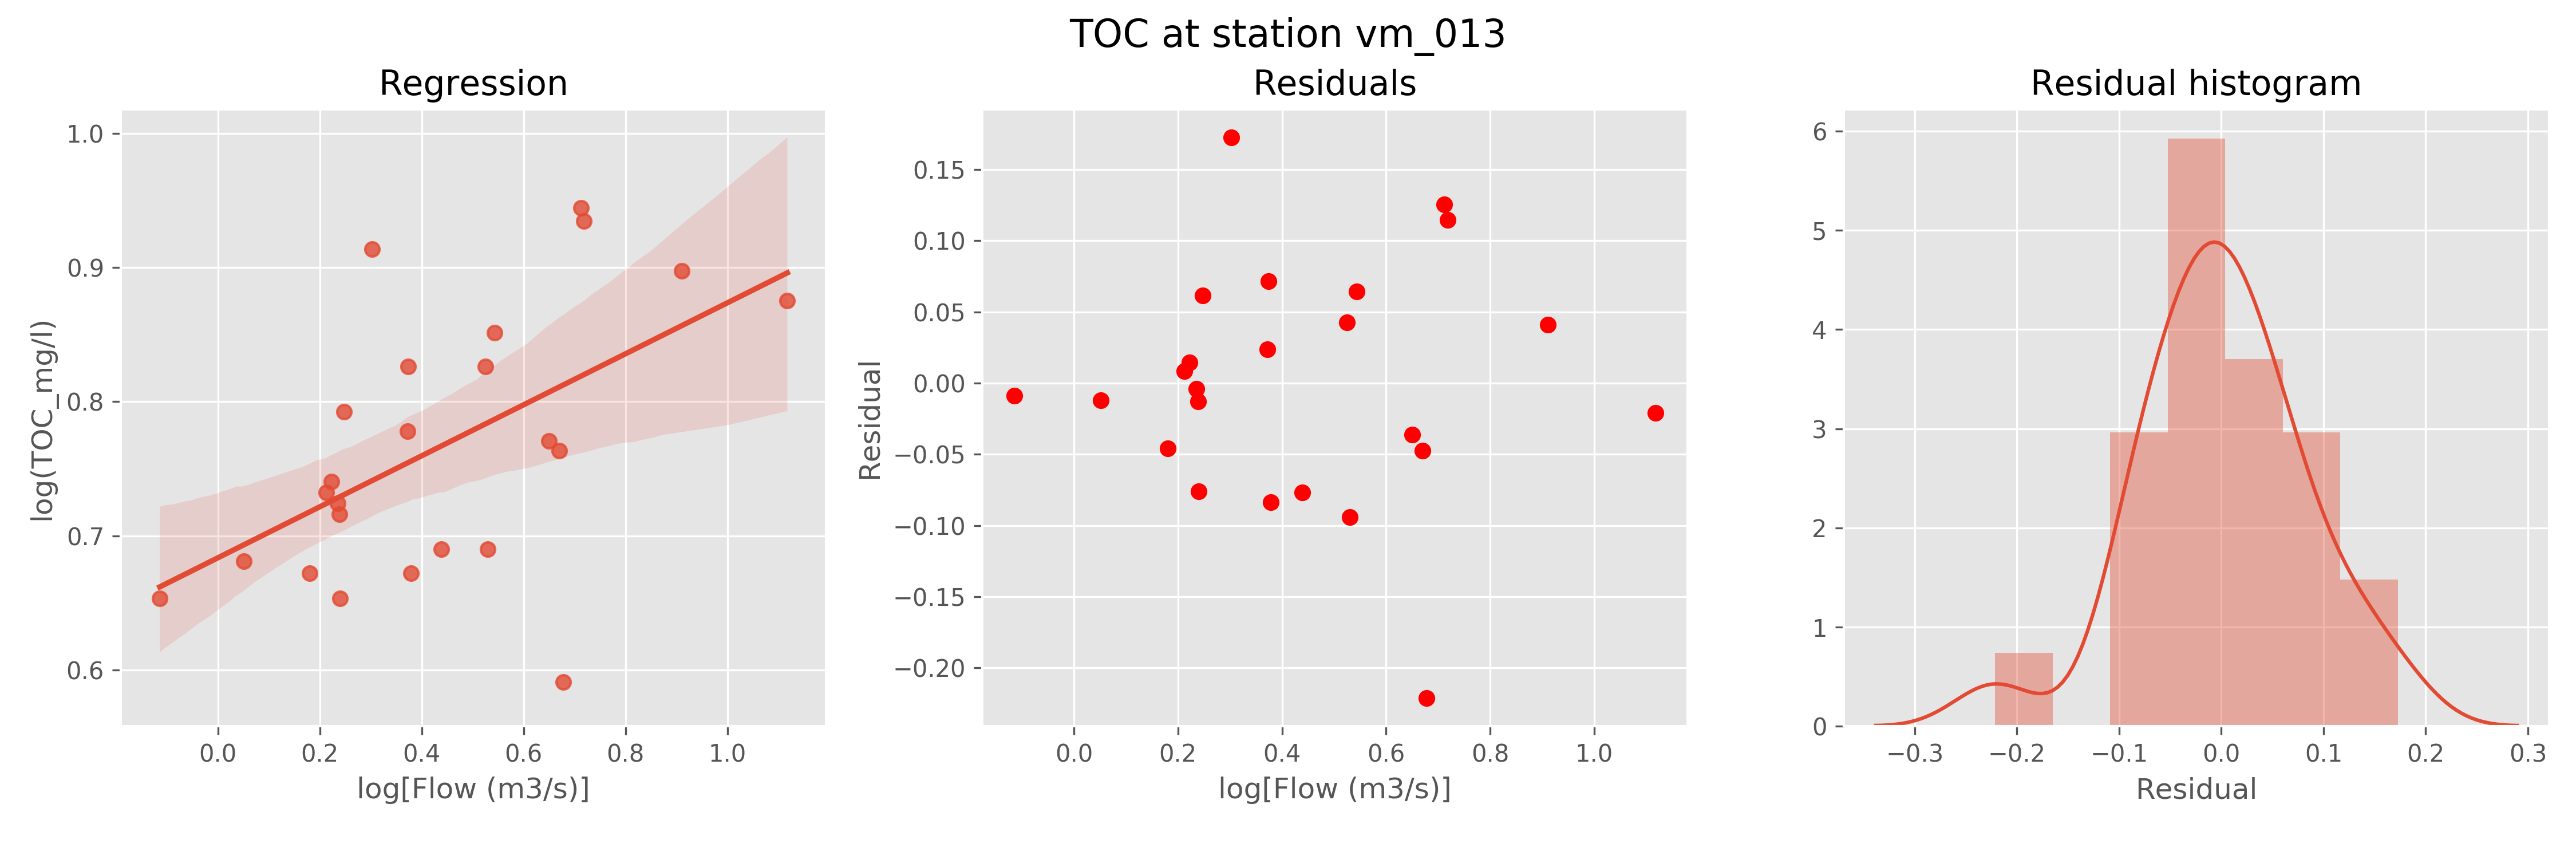 TOC at station vm_013
Regression
log(TOC_mg/l)
1.0
0.9
0.8
0.7
0.6
0.0 0.2 0.4 0.6 0.8 1.0
log[Flow (m3/s)]
Residuals
Residual
0.15
0.10
0.05
0.00
−0.05
−0.10
−0.15
−0.20
0.0 0.2 0.4 0.6 0.8 1.0
log[Flow (m3/s)]
Residual histogram
6
5
4
3
2
1
0
−0.3 −0.2 −0.1 0.0 0.1 0.2 0.3
Residual